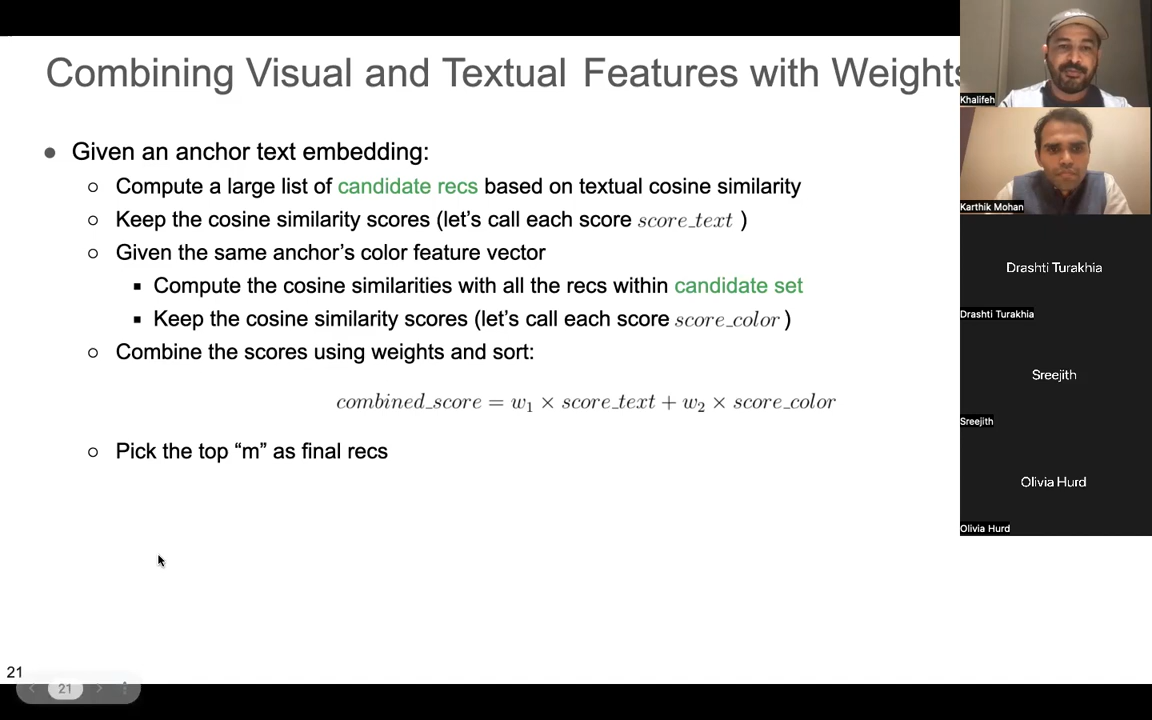 Combining Visual and Textual Features with Weights
● Given an anchor text embedding:
○ Compute a large list of candidate recs based on textual cosine similarity
○ Keep the cosine similarity scores (let’s call each score score_text )
○ Given the same anchor’s color feature vector
▪ Compute the cosine similarities with all the recs within candidate set
▪ Keep the cosine similarity scores (let’s call each score score_color )
○ Combine the scores using weights and sort:
combined_score = w₁ × score_text + w₂ × score_color
○ Pick the top “m” as final recs
21
21
Khalifeh
Karthik Mohan
Drashti Turakhia
Drashti Turakhia
Sreejith
Sreejith
Olivia Hurd
Olivia Hurd